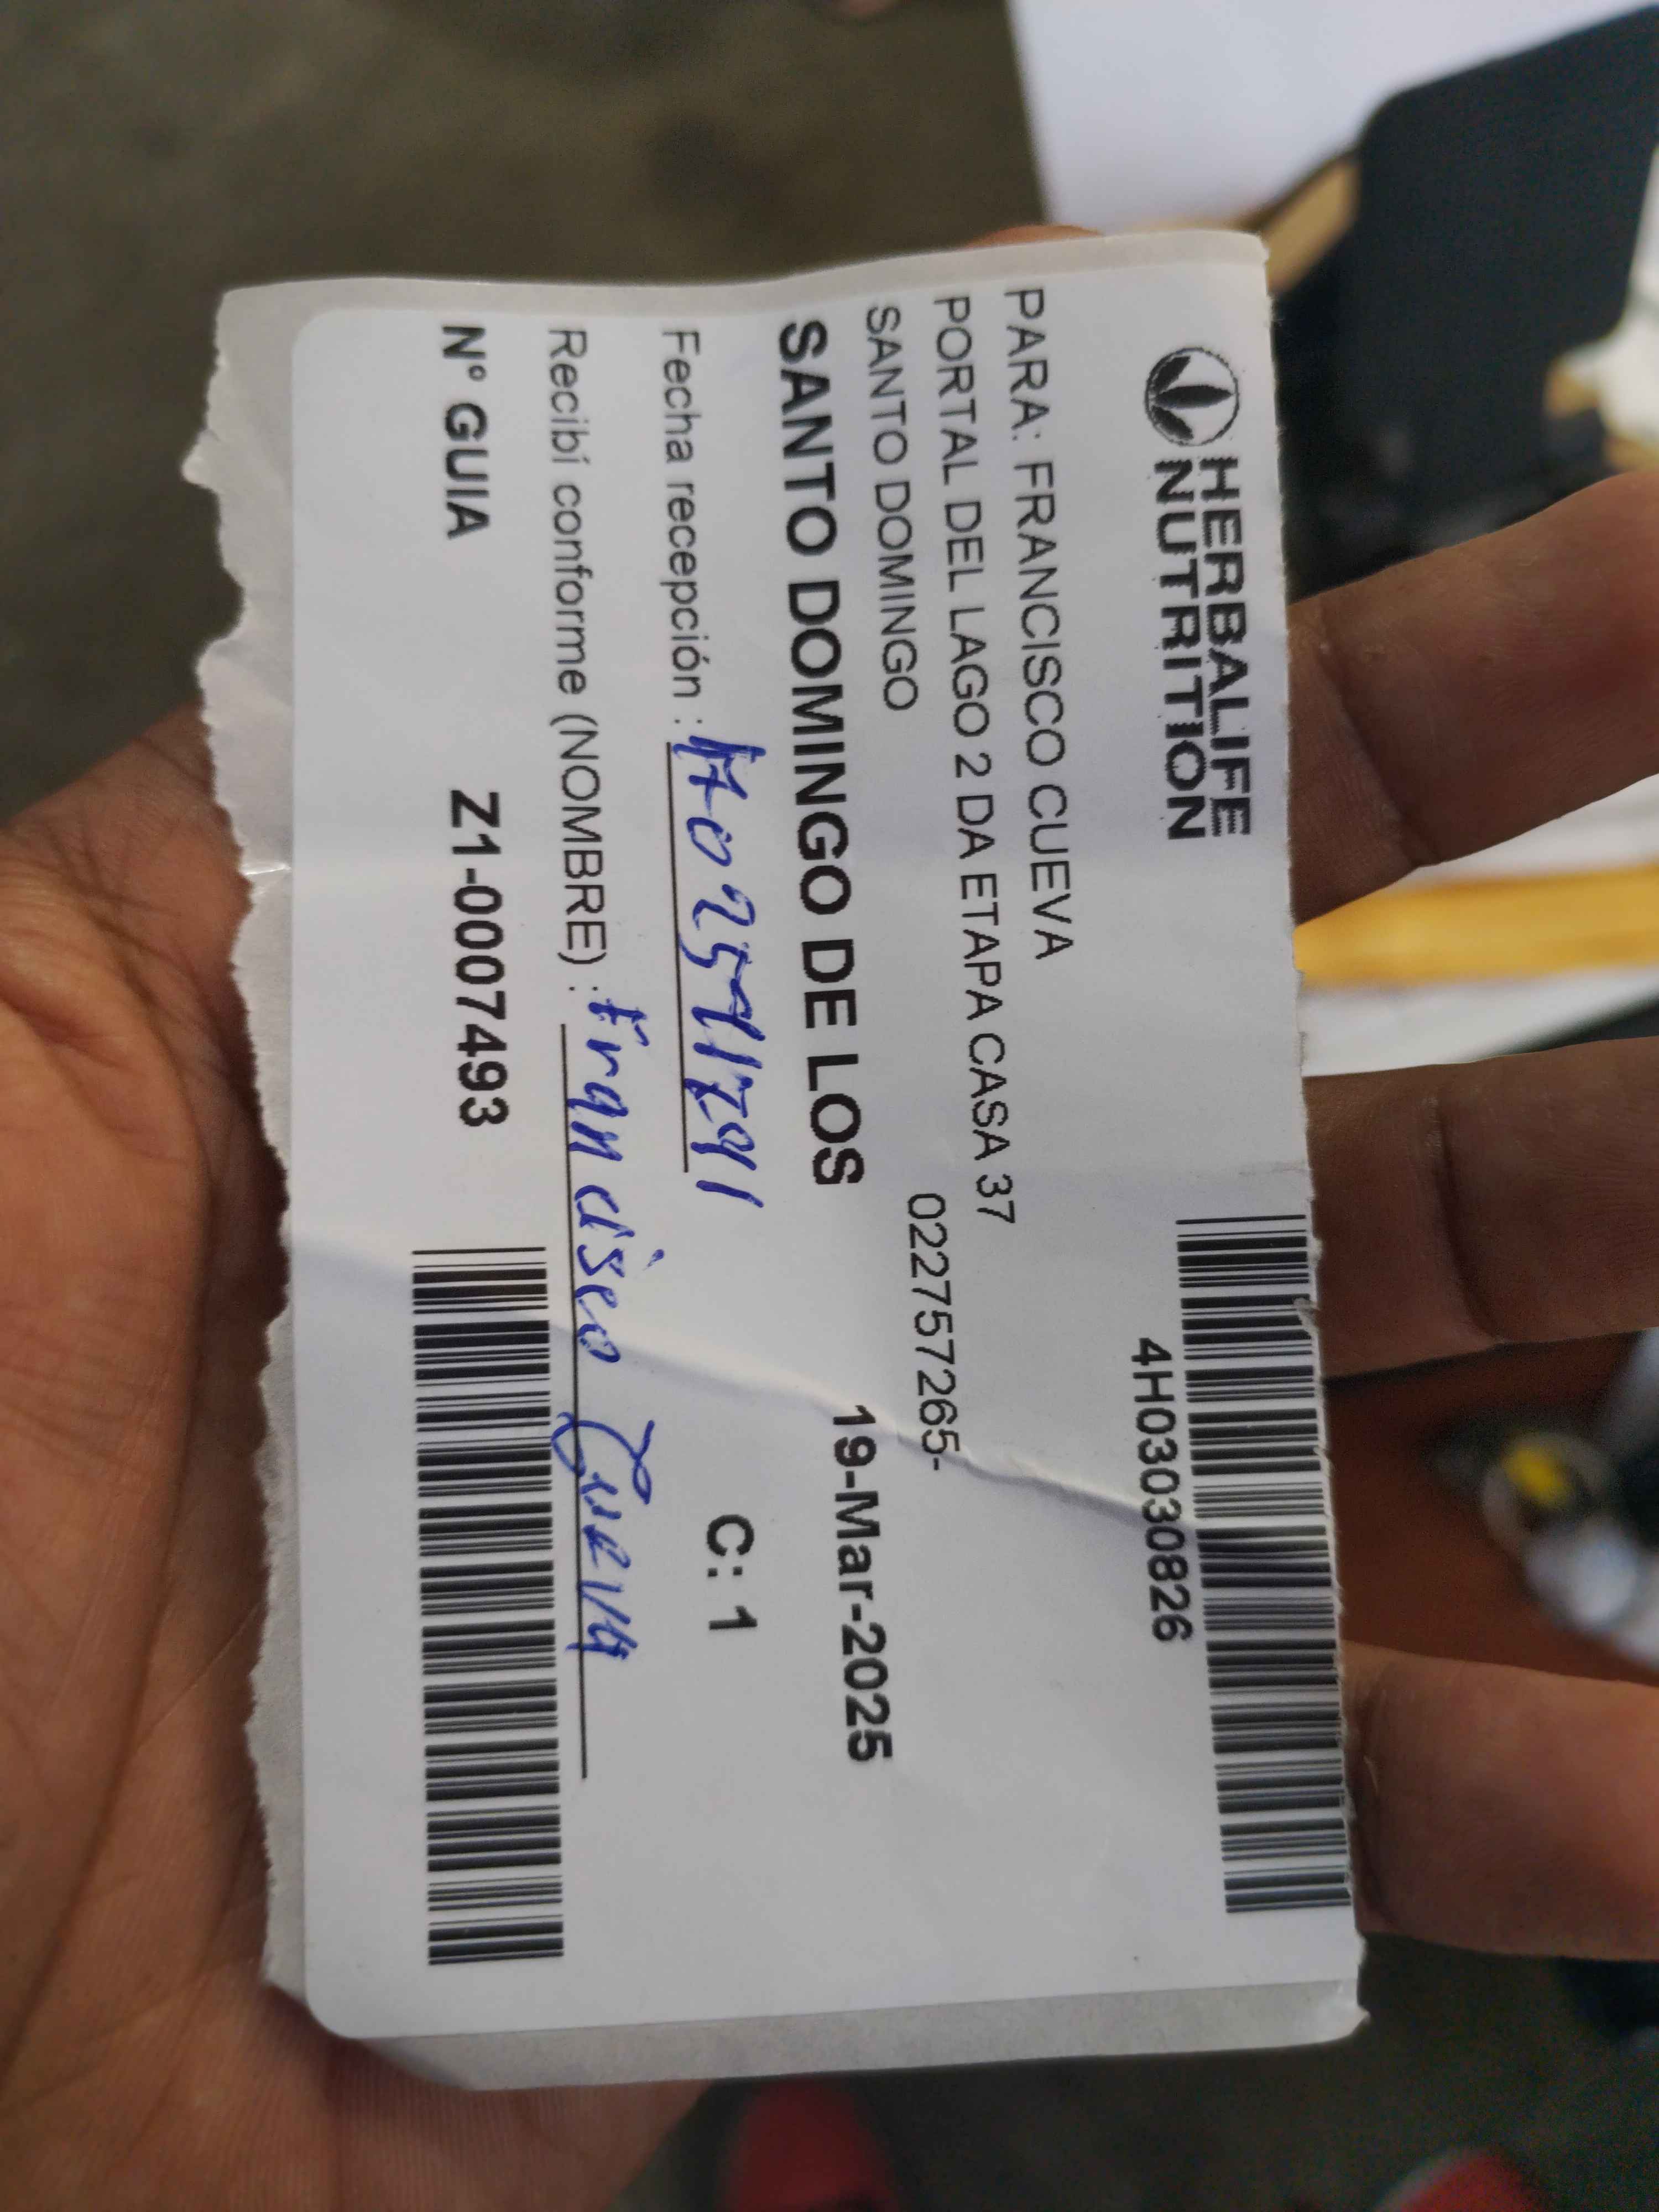 HERBALIFE
NUTRITION
4H03030826
PARA: FRANCISCO CUEVA
PORTAL DEL LAGO 2 DA ETAPA CASA 37
SANTO DOMINGO 022757265-
SANTO DOMINGO DE LOS 19-Mar-2025
Fecha recepción : C: 1
Recibí conforme (NOMBRE) : Francisco Cueva
N° GUIA Z1-0007493